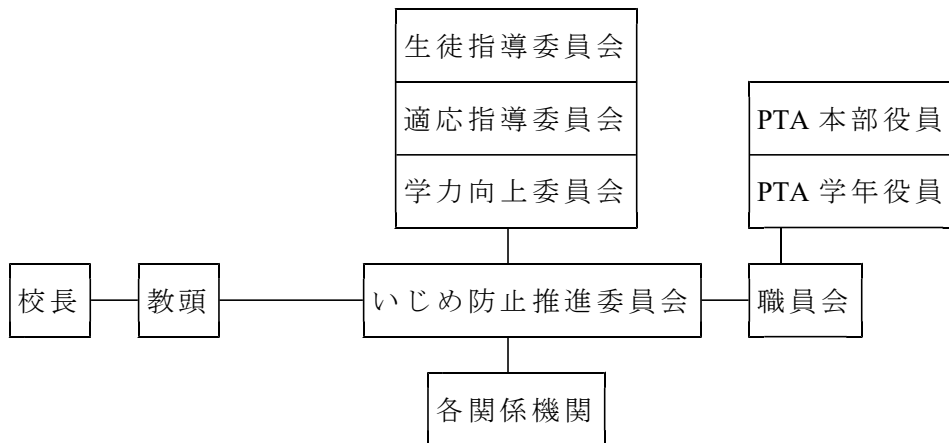 生徒指導委員会
適応指導委員会
学力向上委員会
PTA 本部役員
PTA 学年役員
校長
教頭
いじめ防止推進委員会
職員会
各関係機関